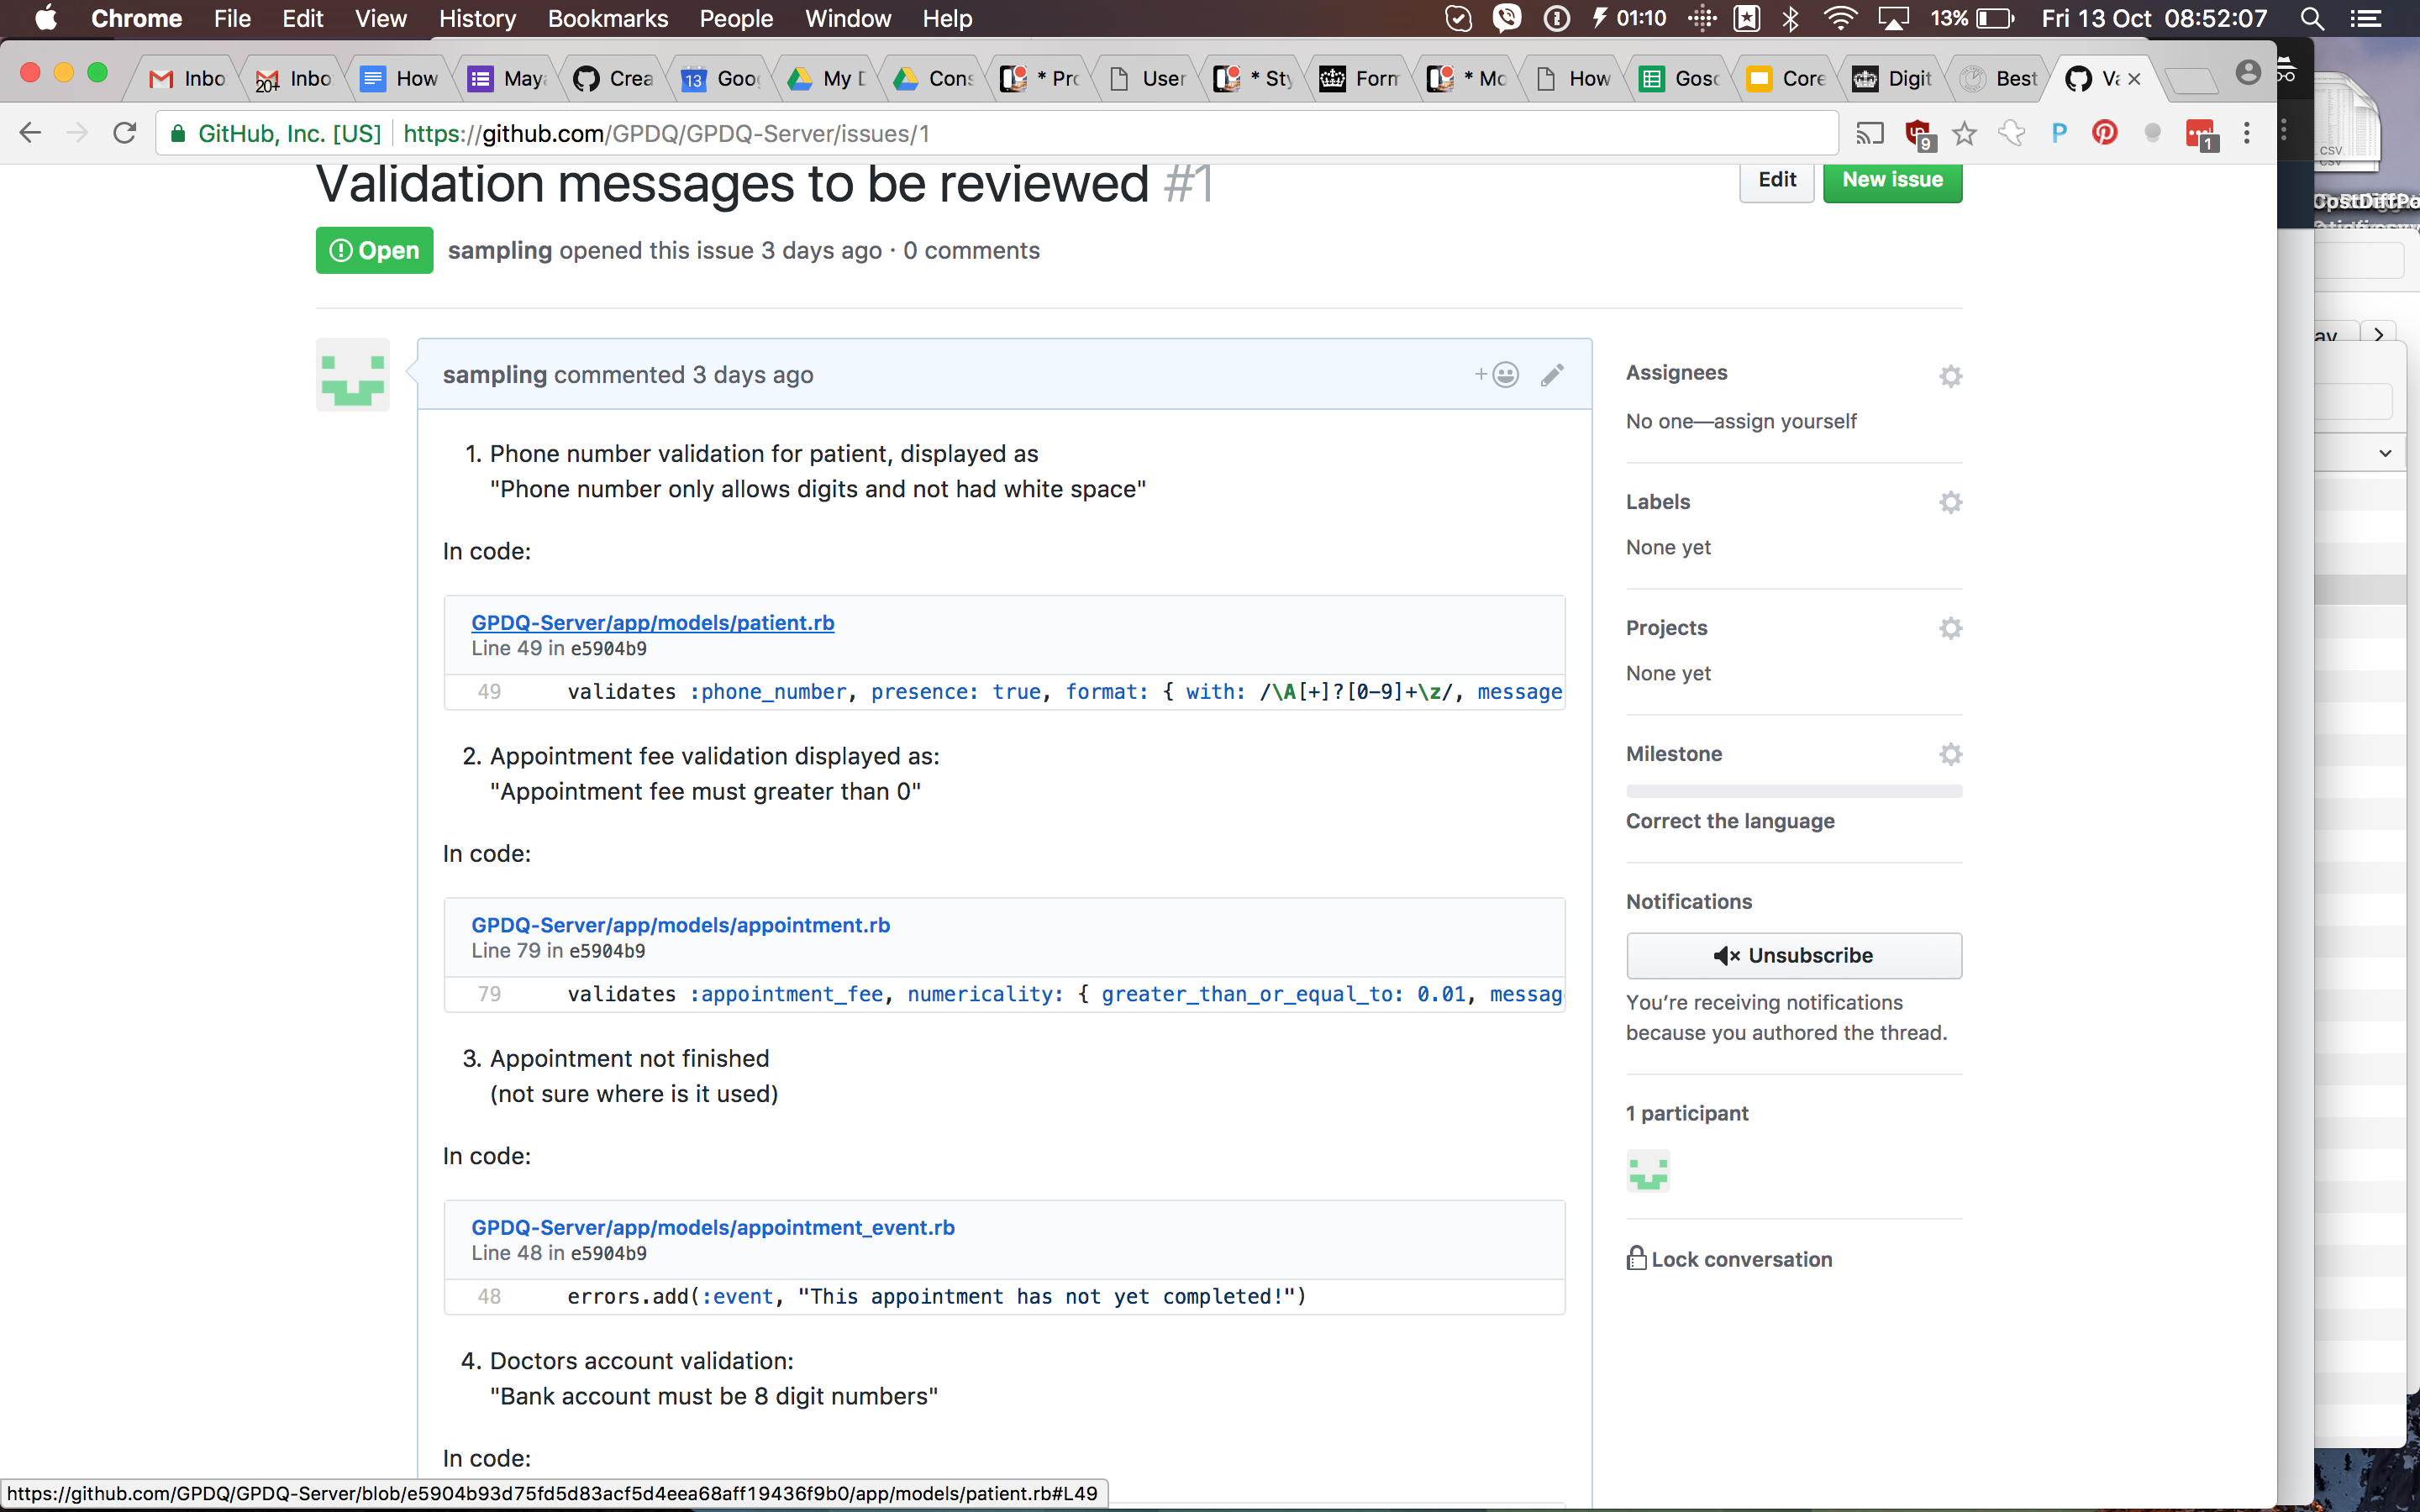 Chrome File Edit View History Bookmarks People Window Help 01:10 13% Fri 13 Oct 08:52:07
Inbo 20+ Inbo How May Crea 13 Goo My D Cons * Pro User * Sty Form * Mo How Gosc Core Digit Best Va
GitHub, Inc. [US] https://github.com/GPDQ/GPDQ-Server/issues/1 9 P 1
Validation messages to be reviewed #1
Edit New issue
Open sampling opened this issue 3 days ago · 0 comments
sampling commented 3 days ago
1. Phone number validation for patient, displayed as
"Phone number only allows digits and not had white space"
In code:
GPDQ-Server/app/models/patient.rb
Line 49 in e5904b9
49 validates :phone_number, presence: true, format: { with: /\A[+]?[0-9]+\z/, message
2. Appointment fee validation displayed as:
"Appointment fee must greater than 0"
In code:
GPDQ-Server/app/models/appointment.rb
Line 79 in e5904b9
79 validates :appointment_fee, numericality: { greater_than_or_equal_to: 0.01, messag
3. Appointment not finished
(not sure where is it used)
In code:
GPDQ-Server/app/models/appointment_event.rb
Line 48 in e5904b9
48 errors.add(:event, "This appointment has not yet completed!")
4. Doctors account validation:
"Bank account must be 8 digit numbers"
In code:
Assignees
No one—assign yourself
Labels
None yet
Projects
None yet
Milestone
Correct the language
Notifications
Unsubscribe
You're receiving notifications
because you authored the thread.
1 participant
Lock conversation
https://github.com/GPDQ/GPDQ-Server/blob/e5904b93d75fd5d83acf5d4eea68aff19436f9b0/app/models/patient.rb#L49
CSV
ay